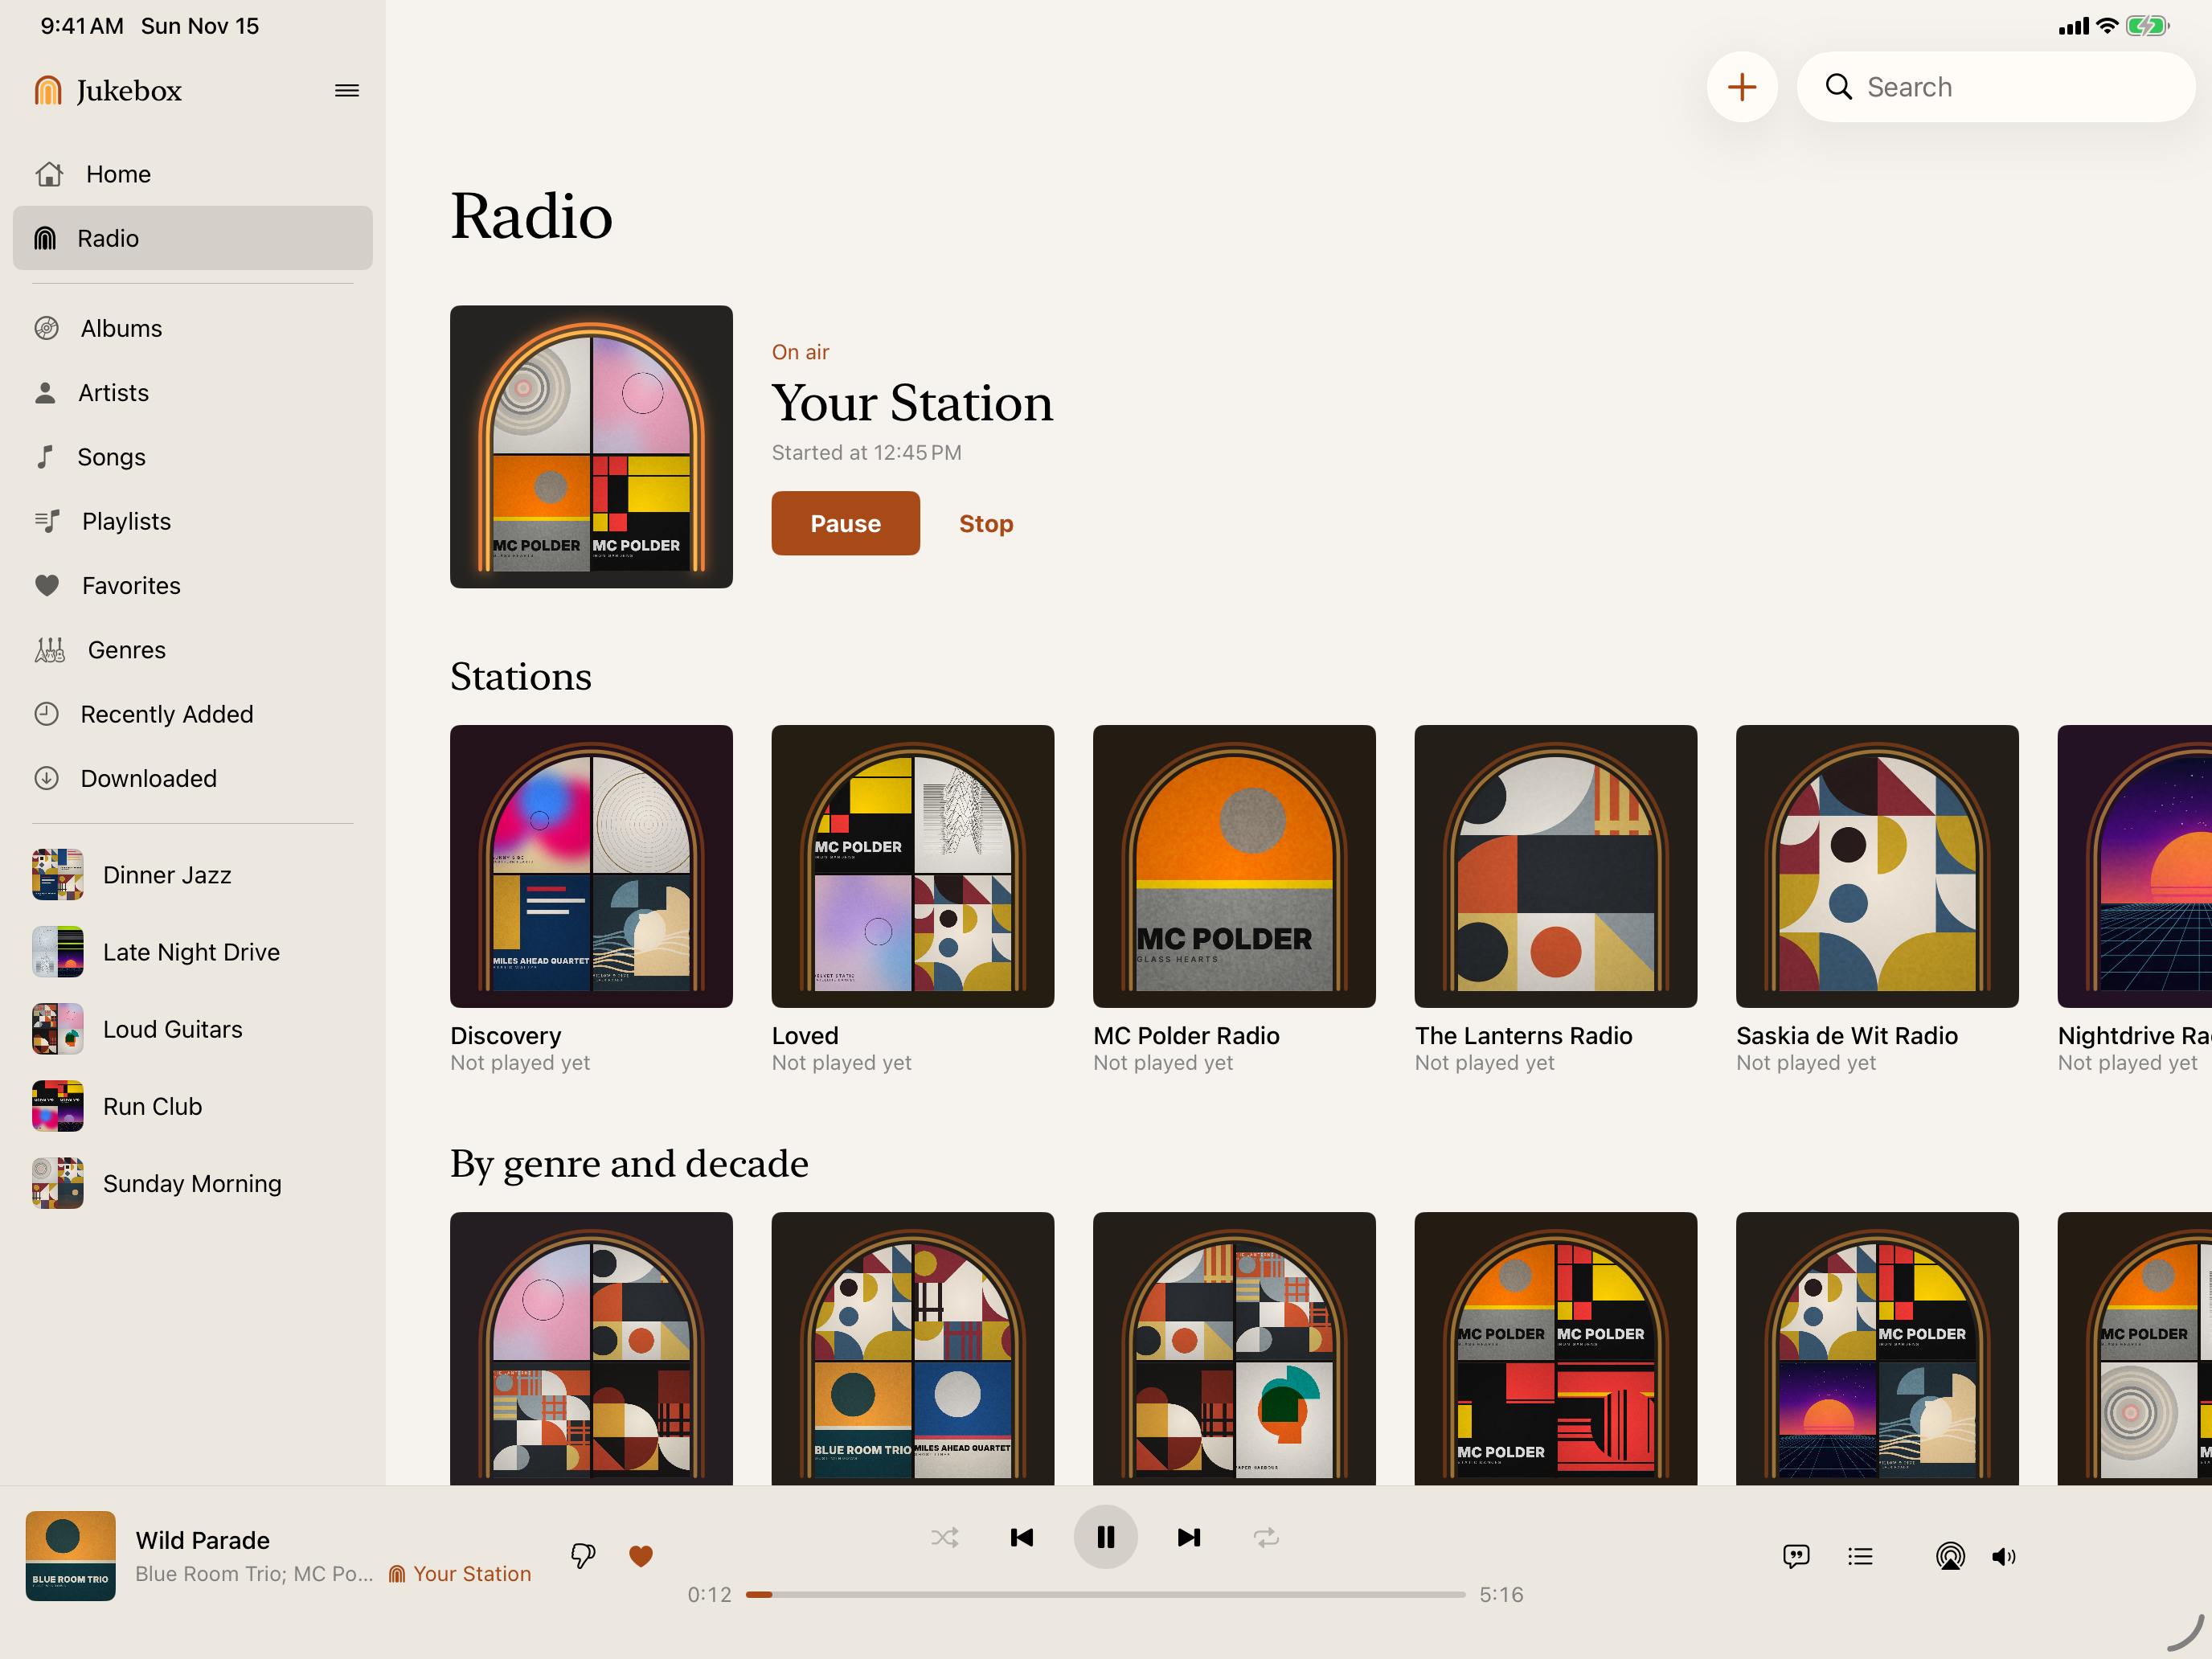 9:41 AM Sun Nov 15
Jukebox
Search
Home
Radio
Albums
Artists
Songs
Playlists
Favorites
Genres
Recently Added
Downloaded
Dinner Jazz
Late Night Drive
Loud Guitars
Run Club
Sunday Morning
Radio
MC POLDER
MC POLDER
On air
Your Station
Started at 12:45 PM
Pause
Stop
Stations
MILES AHEAD QUARTET
MC POLDER
MC POLDER
GLASS HEARTS
Discovery
Not played yet
Loved
Not played yet
MC Polder Radio
Not played yet
The Lanterns Radio
Not played yet
Saskia de Wit Radio
Not played yet
Nightdrive Ra
Not played yet
By genre and decade
BLUE ROOM TRIO
MILES AHEAD QUARTET
MC POLDER
MC POLDER
MC POLDER
MC POLDER
MC POLDER
BLUE ROOM TRIO
Wild Parade
Blue Room Trio; MC Po...
Your Station
0:12
5:16